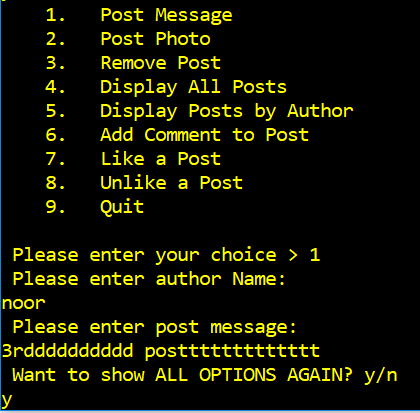 1. Post Message
2. Post Photo
3. Remove Post
4. Display All Posts
5. Display Posts by Author
6. Add Comment to Post
7. Like a Post
8. Unlike a Post
9. Quit
Please enter your choice > 1
Please enter author Name:
noor
Please enter post message:
3rdddddddddd posttttttttttttt
Want to show ALL OPTIONS AGAIN? y/n
y